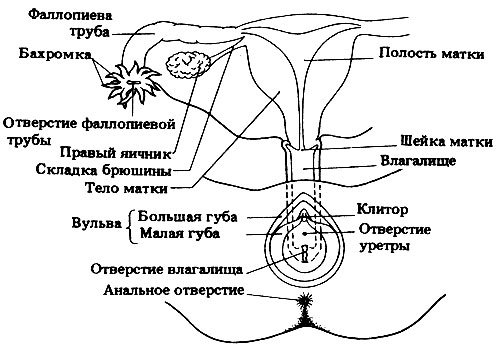 Фаллопиева
труба
Бахромка
Полость матки
Отверстие фаллопиевой
трубы
Правый яичник
Складка брюшины
Тело матки
Шейка матки
Влагалище
Вульва
Большая губа
Малая губа
Клитор
Отверстие
уретры
Отверстие влагалища
Анальное отверстие